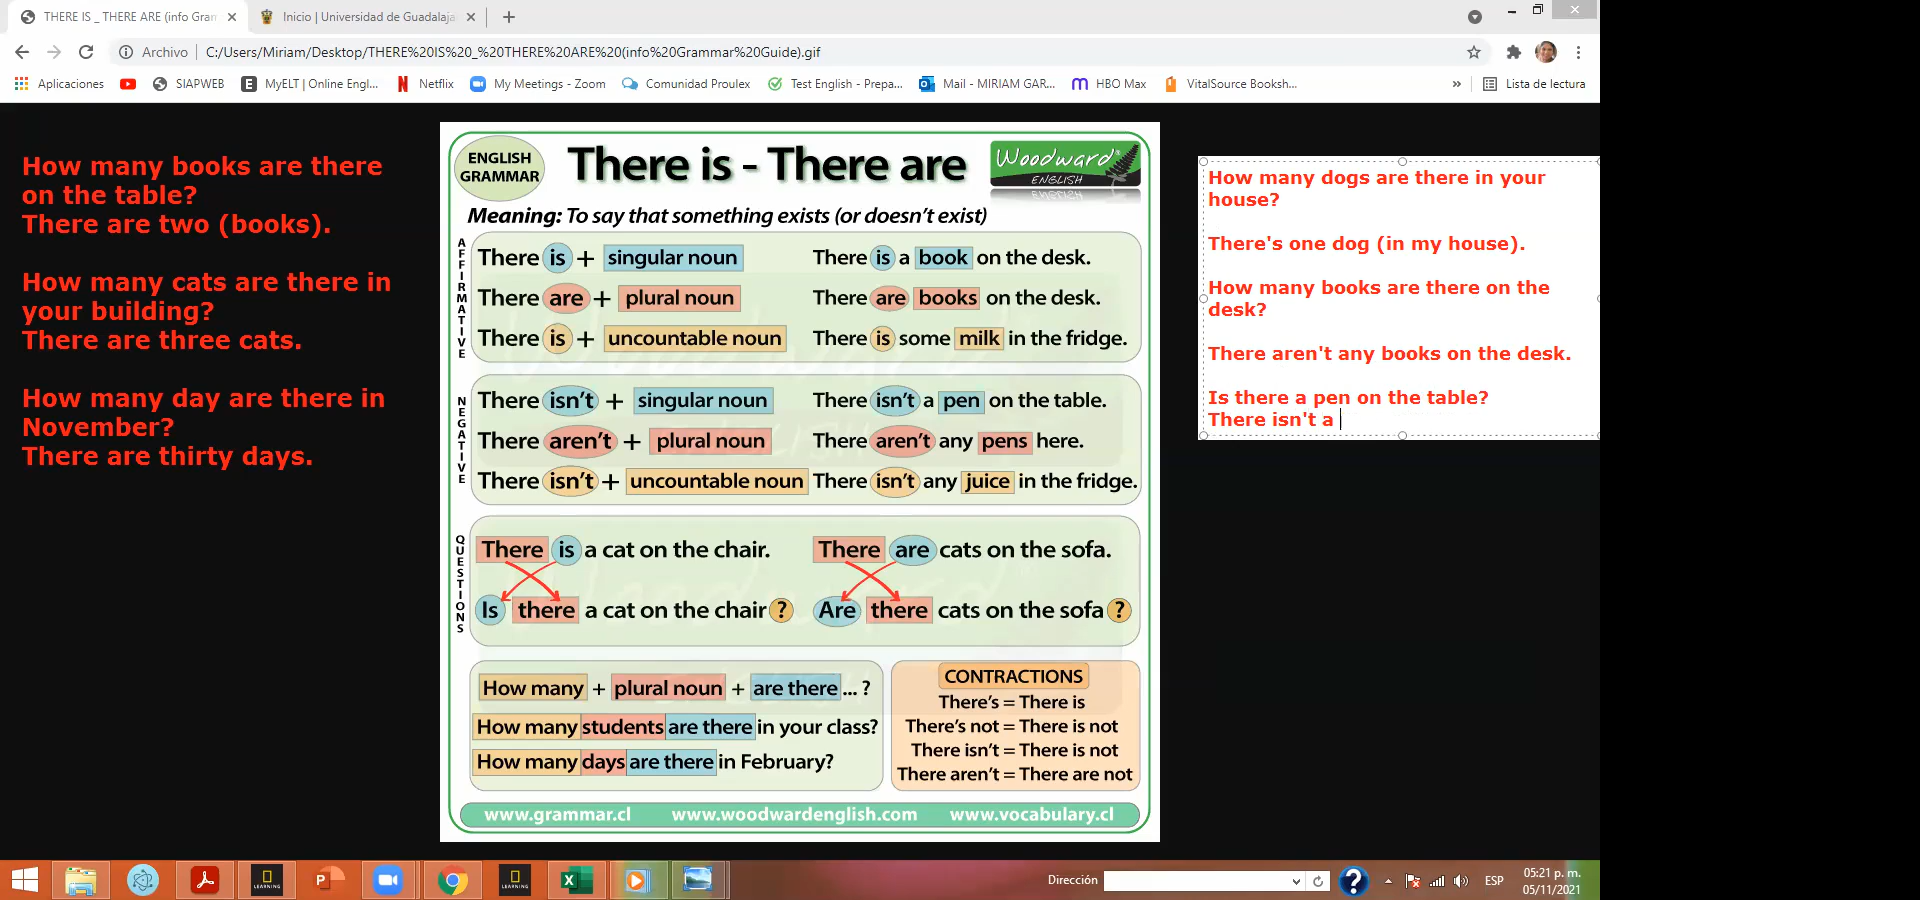 THERE IS _ THERE ARE (info Gram
Inicio | Universidad de Guadalaja
Archivo
C:/Users/Miriam/Desktop/THERE%20IS%20_%20THERE%20ARE%20(info%20Grammar%20Guide).gif
Aplicaciones
SIAPWEB
MyELT | Online Engl...
Netflix
My Meetings - Zoom
Comunidad Proulex
Test English - Prepa...
Mail - MIRIAM GAR...
HBO Max
VitalSource Booksh...
»
Lista de lectura
How many books are there
on the table?
There are two (books).
How many cats are there in
your building?
There are three cats.
How many day are there in
November?
There are thirty days.
ENGLISH
GRAMMAR
There is - There are
Woodward®
ENGLISH
Meaning: To say that something exists (or doesn't exist)
AFFIRMATIVE
There is + singular noun
There is a book on the desk.
There are + plural noun
There are books on the desk.
There is + uncountable noun
There is some milk in the fridge.
NEGATIVE
There isn't + singular noun
There isn't a pen on the table.
There aren't + plural noun
There aren't any pens here.
There isn't + uncountable noun
There isn't any juice in the fridge.
QUESTIONS
There is a cat on the chair.
There are cats on the sofa.
Is there a cat on the chair?
Are there cats on the sofa?
How many + plural noun + are there ... ?
How many students are there in your class?
How many days are there in February?
CONTRACTIONS
There's = There is
There's not = There is not
There isn't = There is not
There aren't = There are not
www.grammar.cl
www.woodwardenglish.com
www.vocabulary.cl
How many dogs are there in your
house?
There's one dog (in my house).
How many books are there on the
desk?
There aren't any books on the desk.
Is there a pen on the table?
There isn't a
LEARNING
LEARNING
Dirección
ESP
05:21 p. m.
05/11/2021